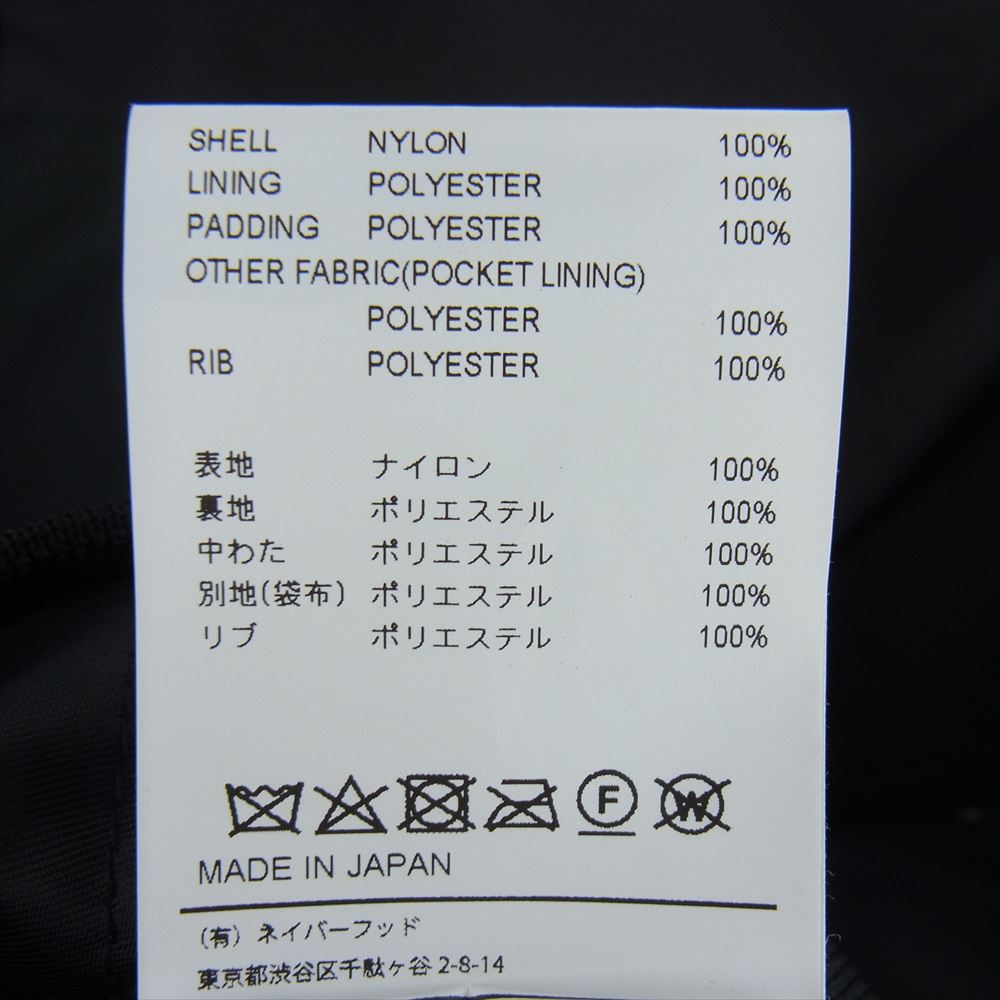 SHELL NYLON 100%
LINING POLYESTER 100%
PADDING POLYESTER 100%
OTHER FABRIC(POCKET LINING)
POLYESTER 100%
RIB POLYESTER 100%
表地 ナイロン 100%
裏地 ポリエステル 100%
中わた ポリエステル 100%
別地(袋布) ポリエステル 100%
リブ ポリエステル 100%
F W
MADE IN JAPAN
(有) ネイバーフッド
東京都渋谷区千駄ヶ谷 2-8-14